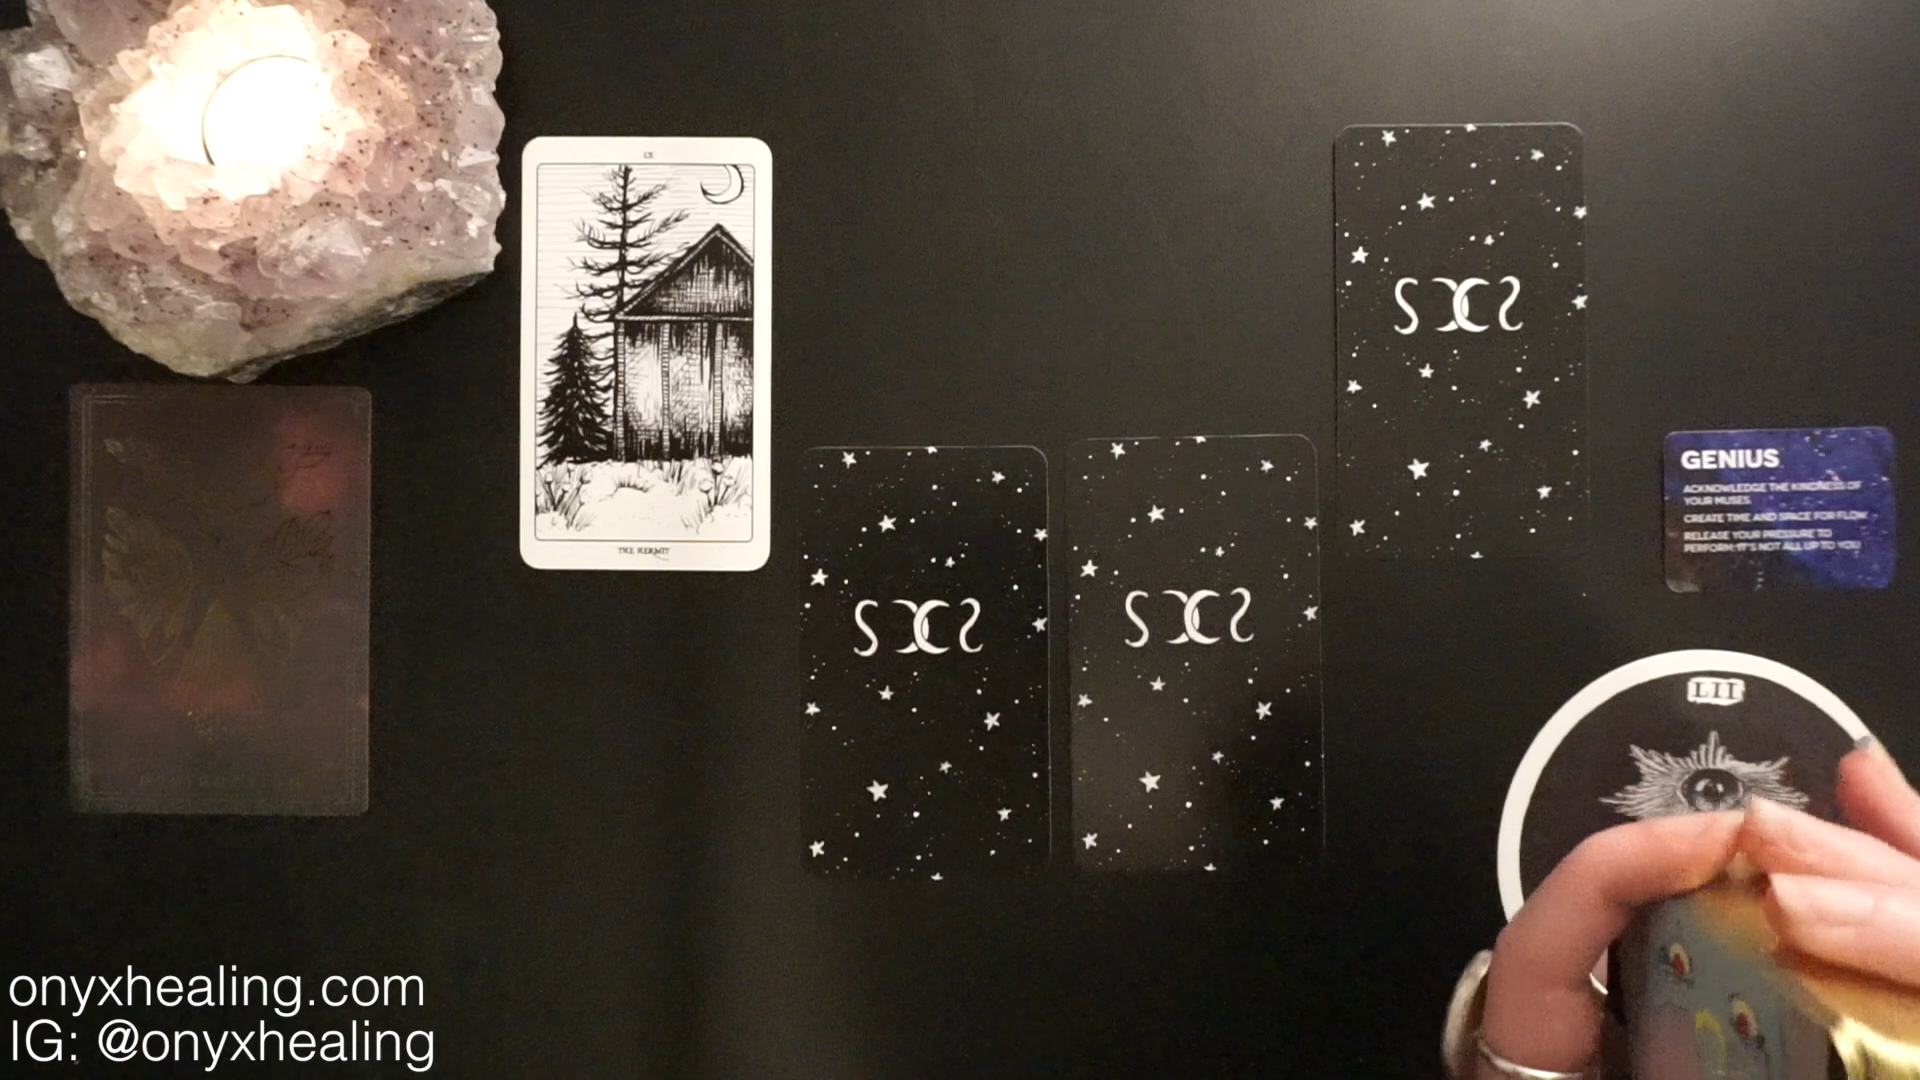 IX
THE HERMIT
GENIUS
ACKNOWLEDGE THE KINDNESS OF
YOUR MUSES
CREATE TIME AND SPACE FOR FLOW
RELEASE YOUR PRESSURE TO
PERFORM: IT'S NOT ALL UP TO YOU
LII
onyxhealing.com
IG: @onyxhealing